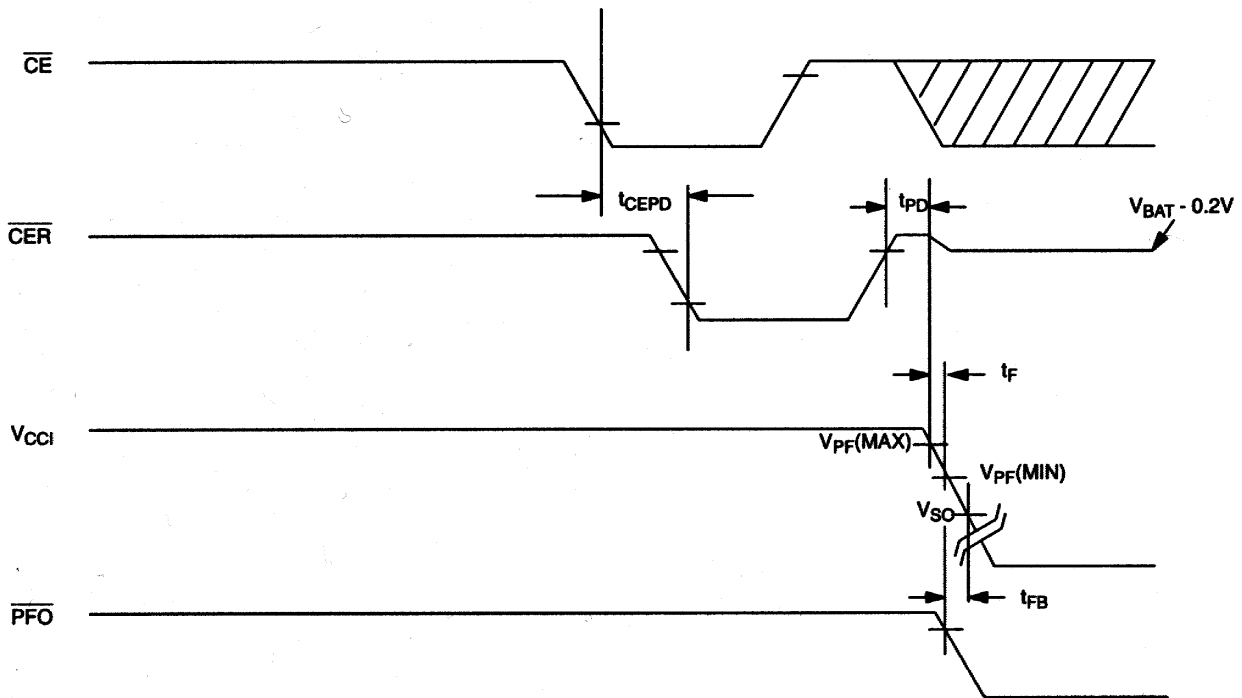 CE
tCEPD
tPD
VBAT - 0.2V
CER
tF
VCCI
VPF(MAX)
VPF(MIN)
VSO
tFB
PFO